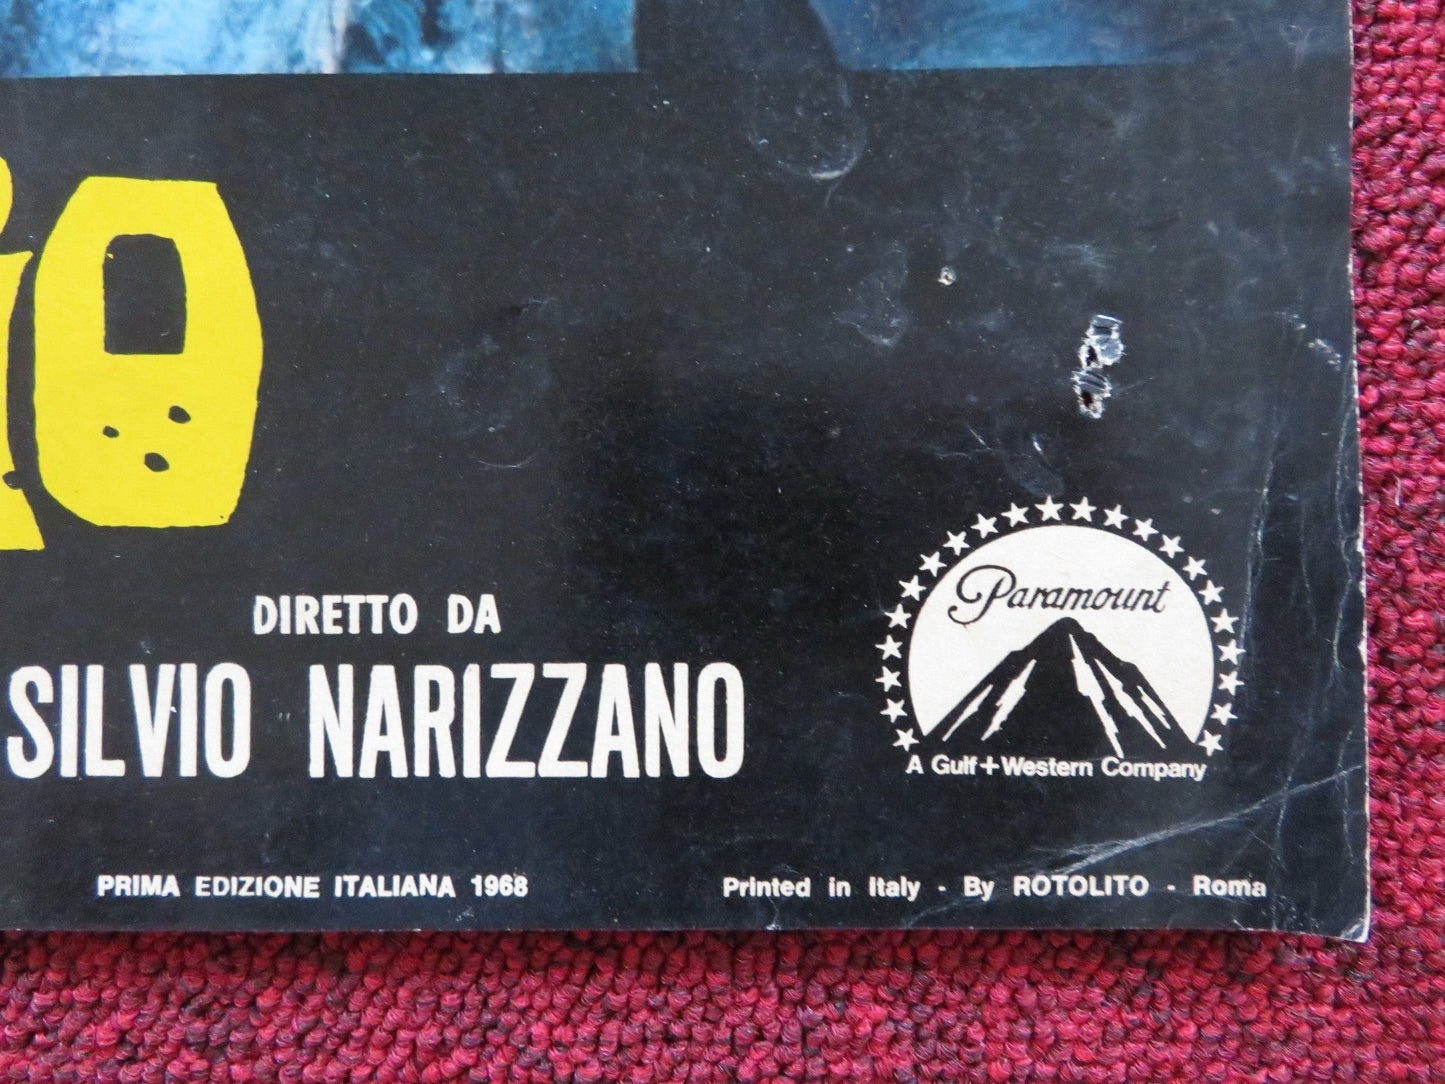 O
DIRETTO DA
SILVIO NARIZZANO
Paramount
A Gulf+Western Company
PRIMA EDIZIONE ITALIANA 1968
Printed in Italy - By ROTOLITO - Roma